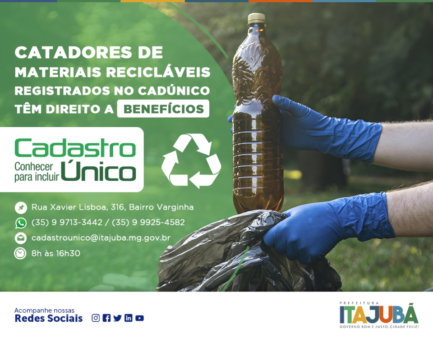 CATADORES DE
MATERIAIS RECICLÁVEIS
REGISTRADOS NO CADÚNICO
TÊM DIREITO A BENEFÍCIOS
Cadastro
Conhecer
para incluir Único
Rua Xavier Lisboa, 316, Bairro Varginha
(35) 9 9713-3442 / (35) 9 9925-4582
cadastrounico@itajuba.mg.gov.br
8h às 16h30
Acompanhe nossas
Redes Sociais
PREFEITURA
ITAJUBÁ